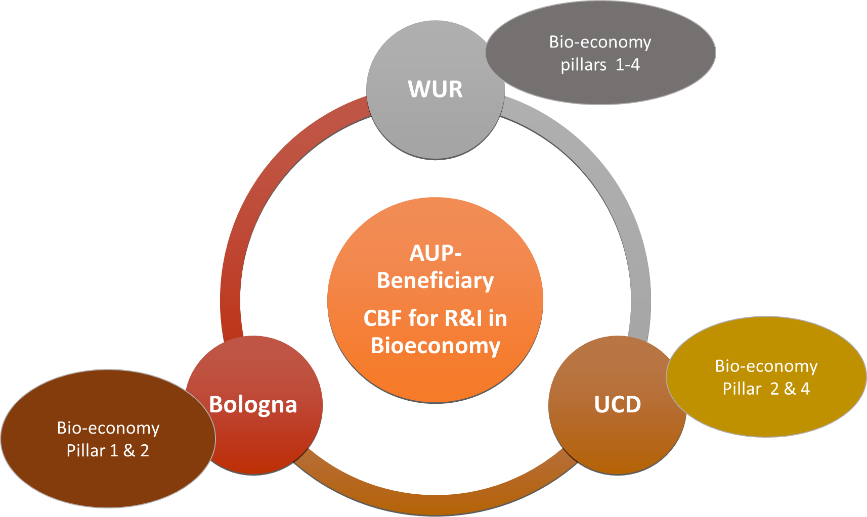 Bio-economy
pillars  1-4
WUR
AUP-
Beneficiary
CBF for R&I in
Bioeconomy
Bio-economy
Pillar  2 & 4
UCD
Bologna
Bio-economy
Pillar 1 & 2